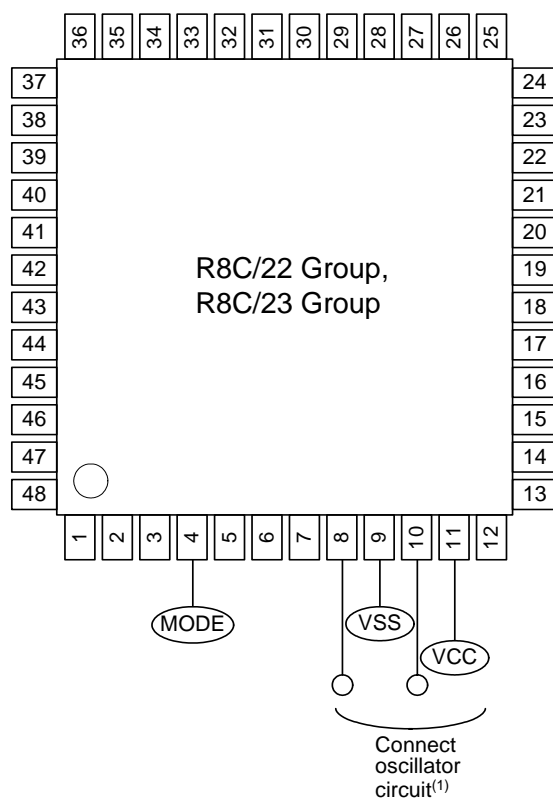 36 35 34 33 32 31 30 29 28 27 26 25
37 24
38 23
39 22
40 21
41 20
42 19
43 18
44 17
45 16
46 15
47 14
48 13
R8C/22 Group,
R8C/23 Group
1 2 3 4 5 6 7 8 9 10 11 12
MODE
VSS
VCC
Connect
oscillator
circuit(1)